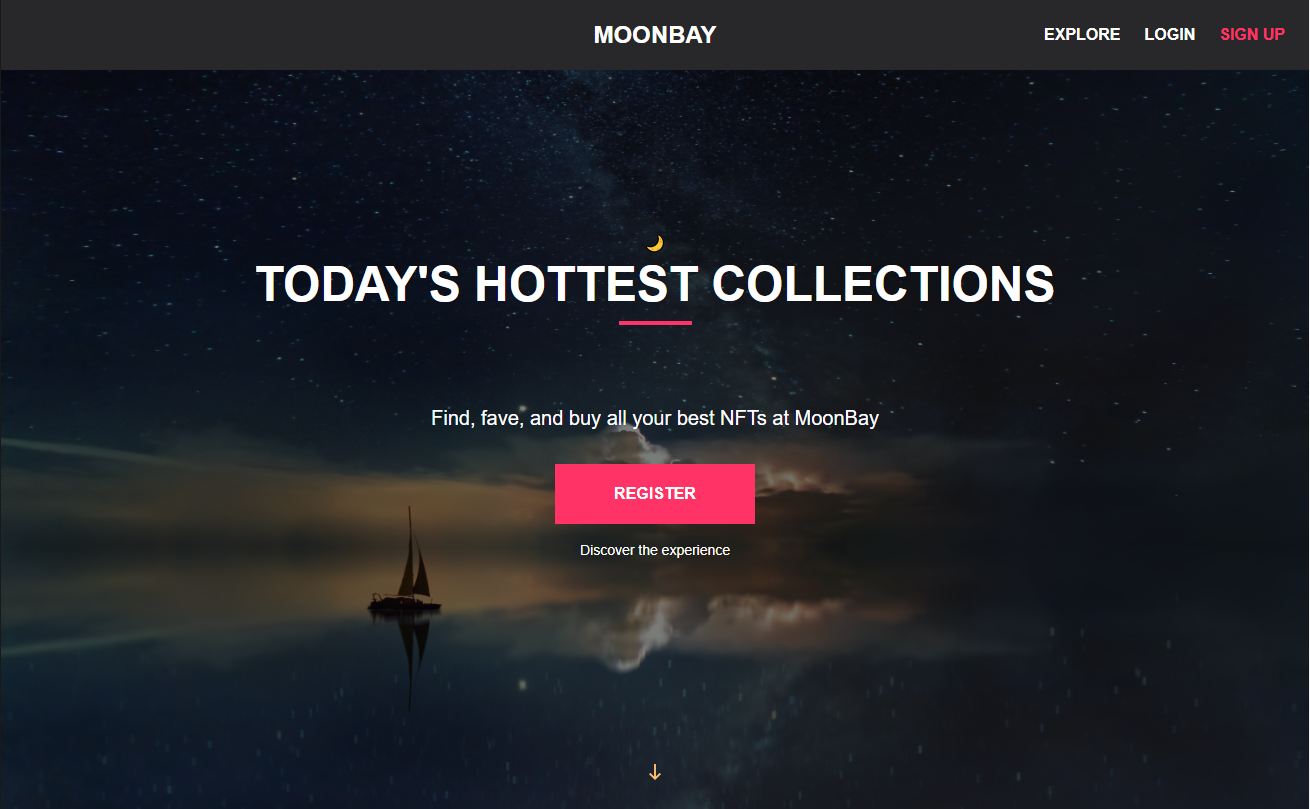 MOONBAY
EXPLORE LOGIN SIGN UP
TODAY'S HOTTEST COLLECTIONS
Find, fave, and buy all your best NFTs at MoonBay
REGISTER
Discover the experience